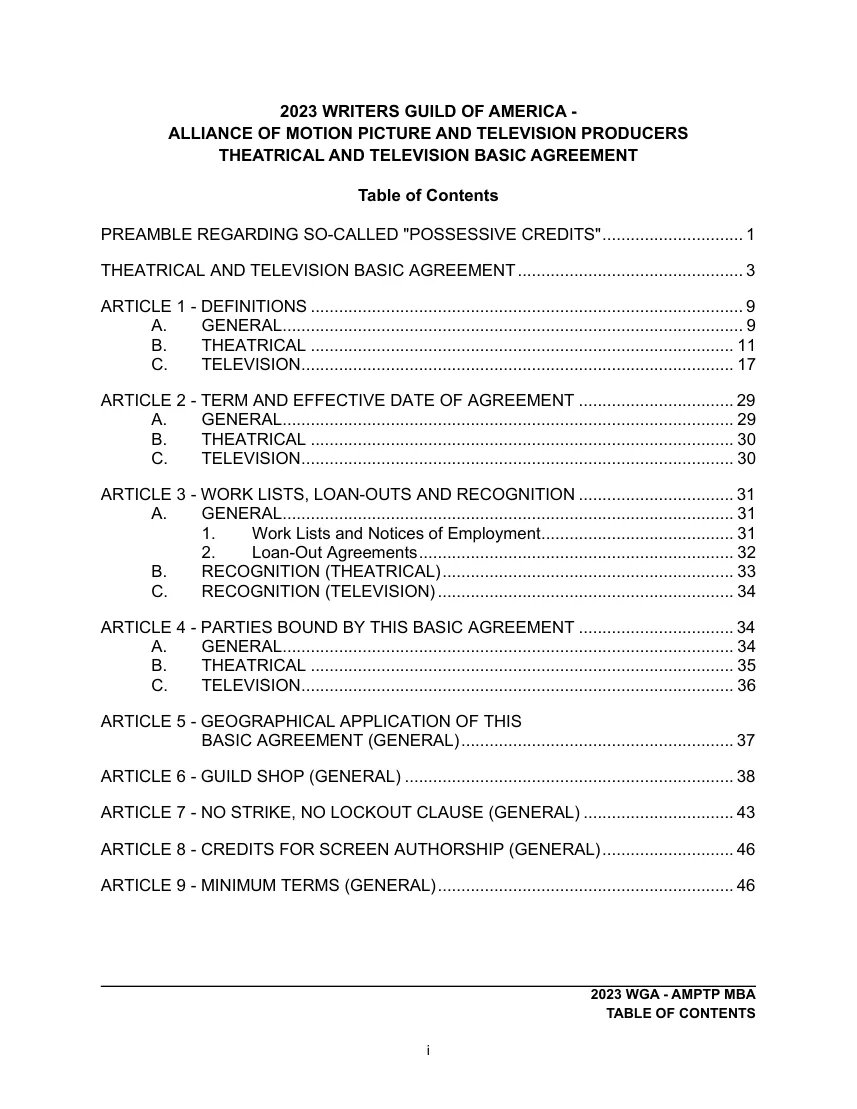 2023 WRITERS GUILD OF AMERICA -
ALLIANCE OF MOTION PICTURE AND TELEVISION PRODUCERS
THEATRICAL AND TELEVISION BASIC AGREEMENT
Table of Contents
PREAMBLE REGARDING SO-CALLED "POSSESSIVE CREDITS".............................. 1
THEATRICAL AND TELEVISION BASIC AGREEMENT ................................................ 3
ARTICLE 1 - DEFINITIONS ............................................................................................ 9
A. GENERAL.................................................................................................. 9
B. THEATRICAL .......................................................................................... 11
C. TELEVISION............................................................................................ 17
ARTICLE 2 - TERM AND EFFECTIVE DATE OF AGREEMENT ................................. 29
A. GENERAL................................................................................................ 29
B. THEATRICAL .......................................................................................... 30
C. TELEVISION............................................................................................ 30
ARTICLE 3 - WORK LISTS, LOAN-OUTS AND RECOGNITION ................................. 31
A. GENERAL................................................................................................ 31
1. Work Lists and Notices of Employment......................................... 31
2. Loan-Out Agreements................................................................... 32
B. RECOGNITION (THEATRICAL).............................................................. 33
C. RECOGNITION (TELEVISION) ............................................................... 34
ARTICLE 4 - PARTIES BOUND BY THIS BASIC AGREEMENT ................................. 34
A. GENERAL................................................................................................ 34
B. THEATRICAL .......................................................................................... 35
C. TELEVISION............................................................................................ 36
ARTICLE 5 - GEOGRAPHICAL APPLICATION OF THIS
BASIC AGREEMENT (GENERAL).......................................................... 37
ARTICLE 6 - GUILD SHOP (GENERAL) ...................................................................... 38
ARTICLE 7 - NO STRIKE, NO LOCKOUT CLAUSE (GENERAL) ................................ 43
ARTICLE 8 - CREDITS FOR SCREEN AUTHORSHIP (GENERAL)............................ 46
ARTICLE 9 - MINIMUM TERMS (GENERAL)............................................................... 46
2023 WGA - AMPTP MBA
TABLE OF CONTENTS
i